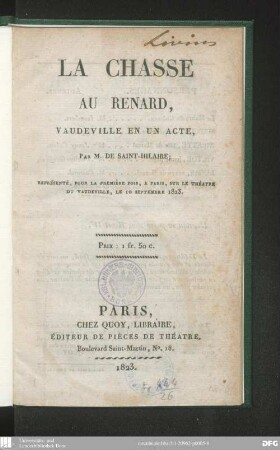 Livius
LA CHASSE
AU RENARD,
VAUDEVILLE EN UN ACTE,
PAR M. DE SAINT-HILAIRE;
REPRÉSENTÉ, POUR LA PREMIÈRE FOIS, A PARIS, SUR LE THÉATRE
DU VAUDEVILLE, LE 10 SEPTEMBRE 1823.
PRIX : 1 fr. 50 c.
PARIS,
CHEZ QUOY, LIBRAIRE,
ÉDITEUR DE PIÈCES DE THÉATRE,
Boulevard Saint-Martin, No. 18.
1823.
26